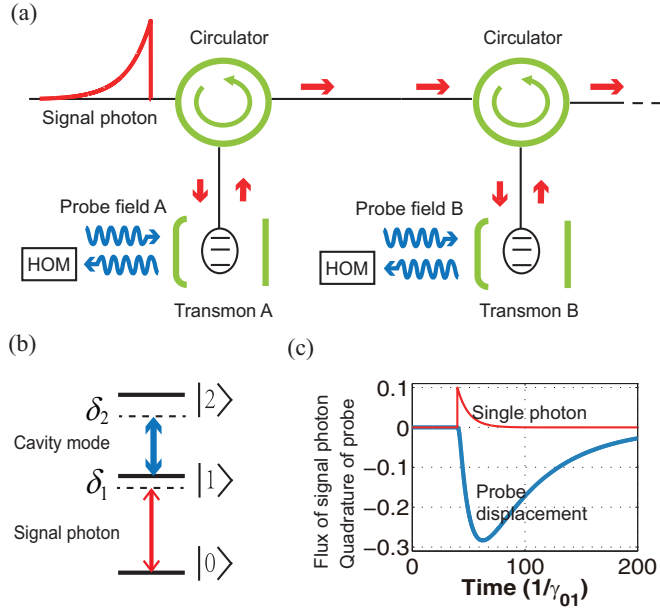 (a)
Circulator
Circulator
Signal photon
Probe field A
Probe field B
HOM
HOM
Transmon A
Transmon B
(b)
(c)
δ2
|2⟩
Cavity mode
δ1
|1⟩
Signal photon
|0⟩
Flux of signal photon
Quadrature of probe
0.1
0
−0.1
−0.2
−0.3
Single photon
Probe
displacement
0
100
200
Time (1/γ01)